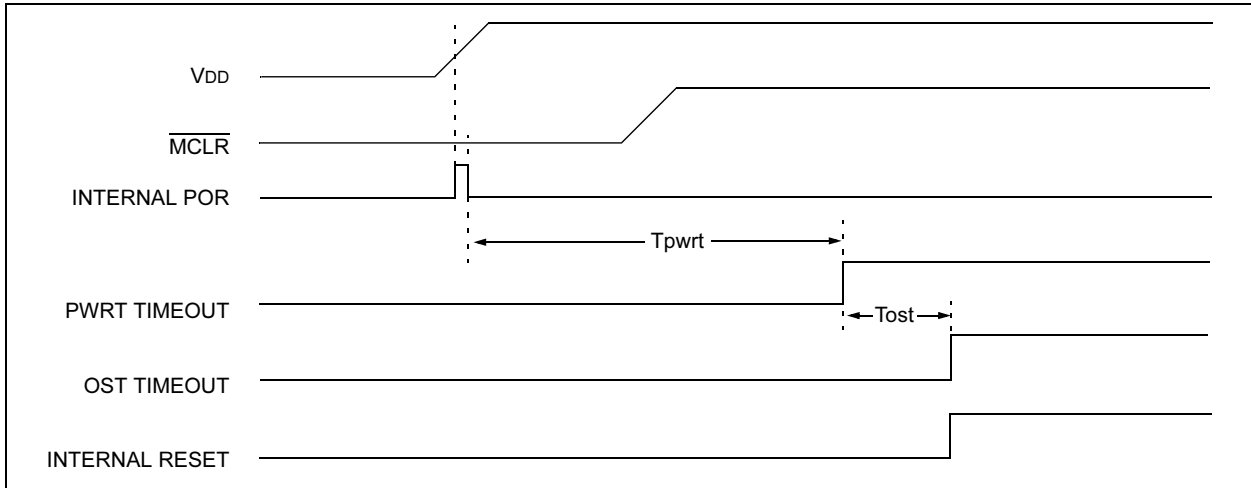 VDD
MCLR
INTERNAL POR
Tpwrt
PWRT TIMEOUT
Tost
OST TIMEOUT
INTERNAL RESET